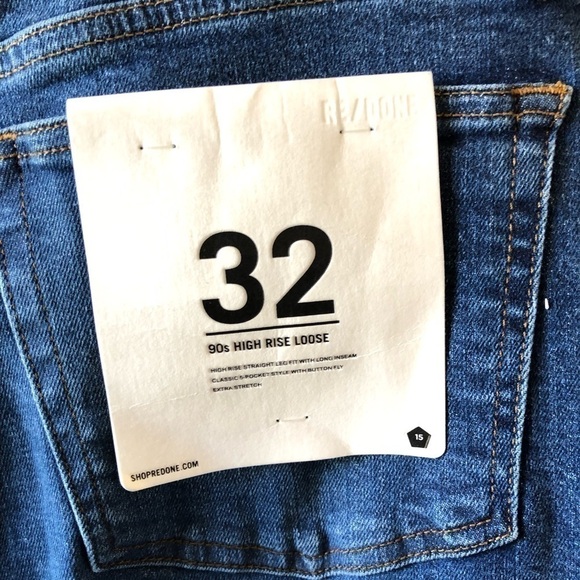 RE/DONE
32
90s HIGH RISE LOOSE
HIGH RISE STRAIGHT LEG FIT WITH LONG INSEAM
CLASSIC 5 POCKET STYLE WITH BUTTON FLY
EXTRA STRETCH
15
SHOPREDONE.COM